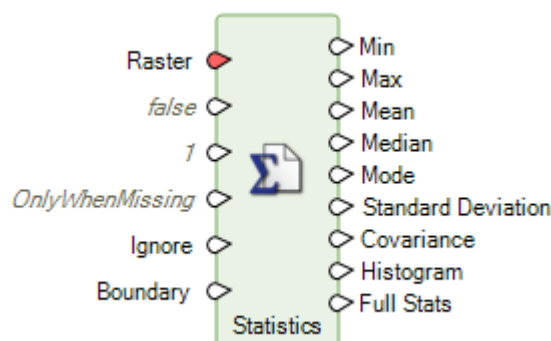 Raster
false
1
OnlyWhenMissing
Ignore
Boundary
Min
Max
Mean
Median
Mode
Standard Deviation
Covariance
Histogram
Full Stats
Statistics